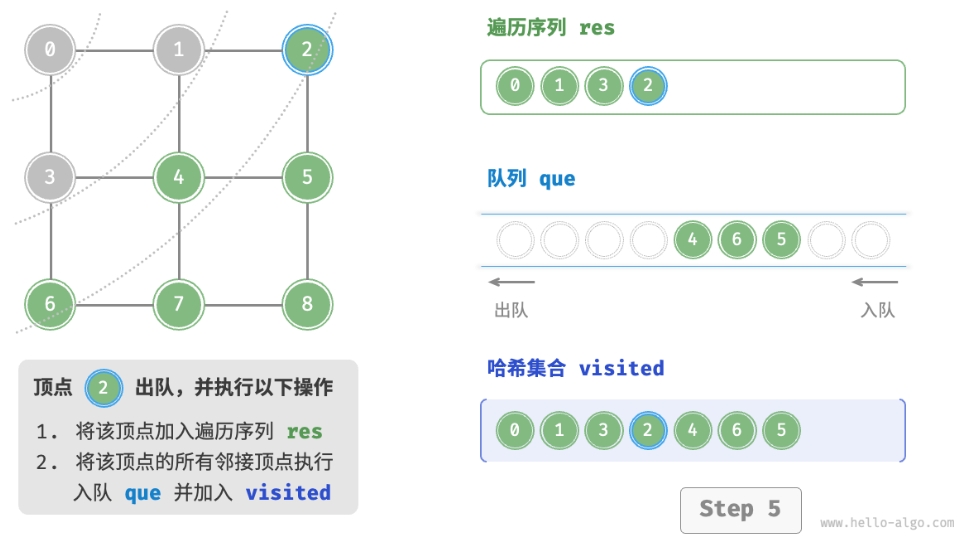 0 1 2
3 4 5
6 7 8
顶点 2 出队，并执行以下操作
1. 将该顶点加入遍历序列 res
2. 将该顶点的所有邻接顶点执行
入队 que 并加入 visited
遍历序列 res
0 1 3 2
队列 que
4 6 5
出队 入队
哈希集合 visited
0 1 3 2 4 6 5
Step 5
www.hello-algo.com